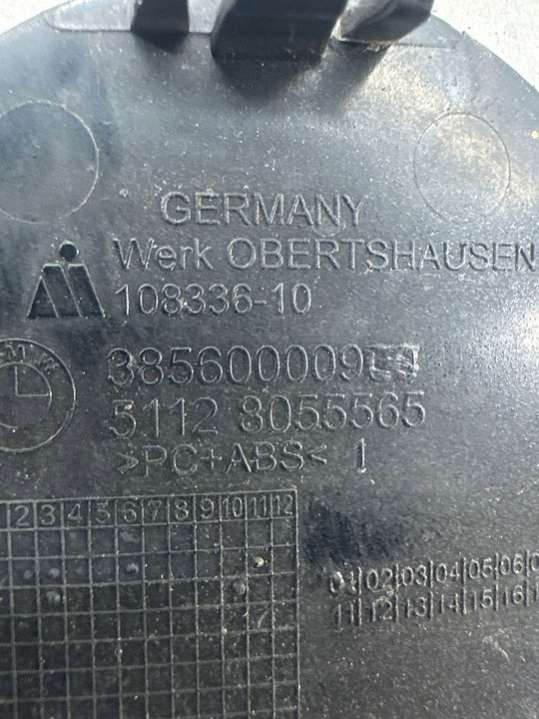 GERMANY
Werk OBERTSHAUSEN
108336-10
BMW
5112 8055565
>PC+ABS< 1
2 3 4 5 6 7 8 9 10 11 12
01 02 03 04 05 06
11 12 13 14 15 16